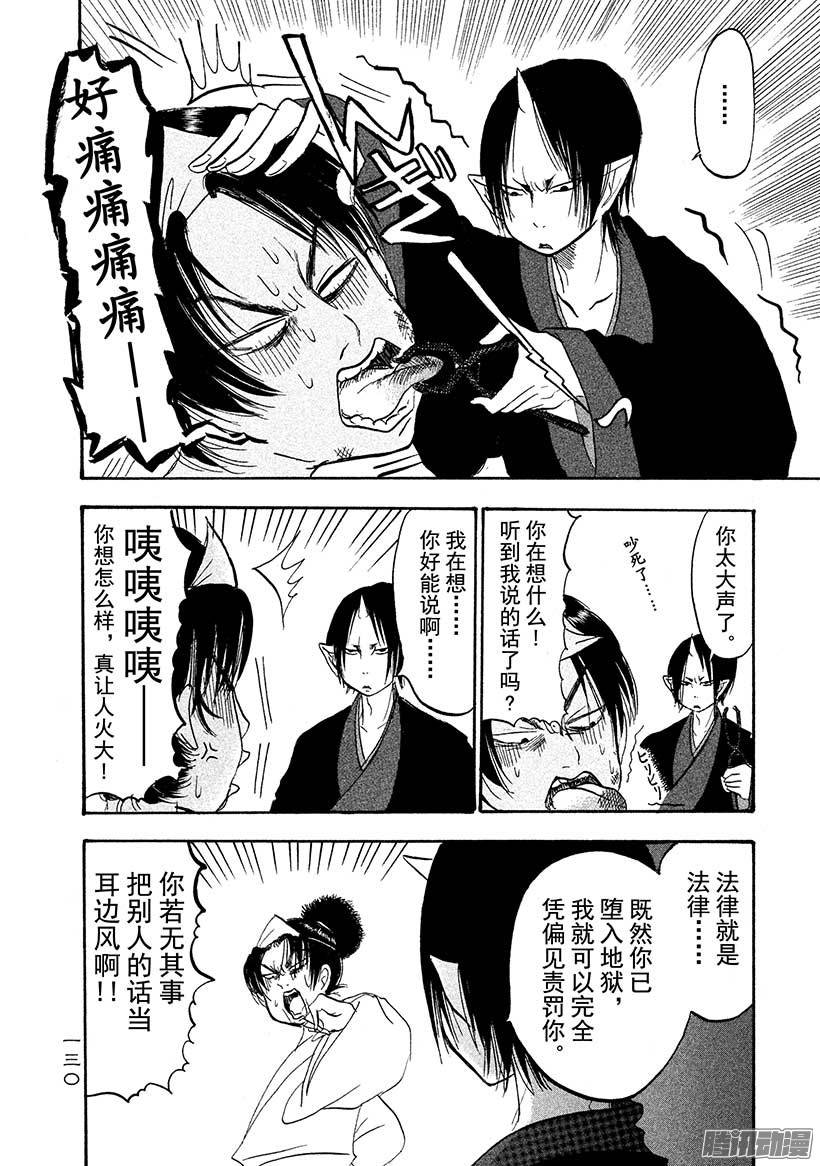 ……
ギギギ
好痛痛痛痛——
你太大声了。
吵死了……
你在想什么！
听到我说的话了吗？
我在想……
你好能说啊……
咦咦咦咦——
你想怎么样，真让人火大！
法律就是
法律……
既然你已
堕入地狱，
我就可以完全
凭偏见责罚你。
你若无其事
把别人的话当
耳边风啊!!
一三〇
腾讯动漫